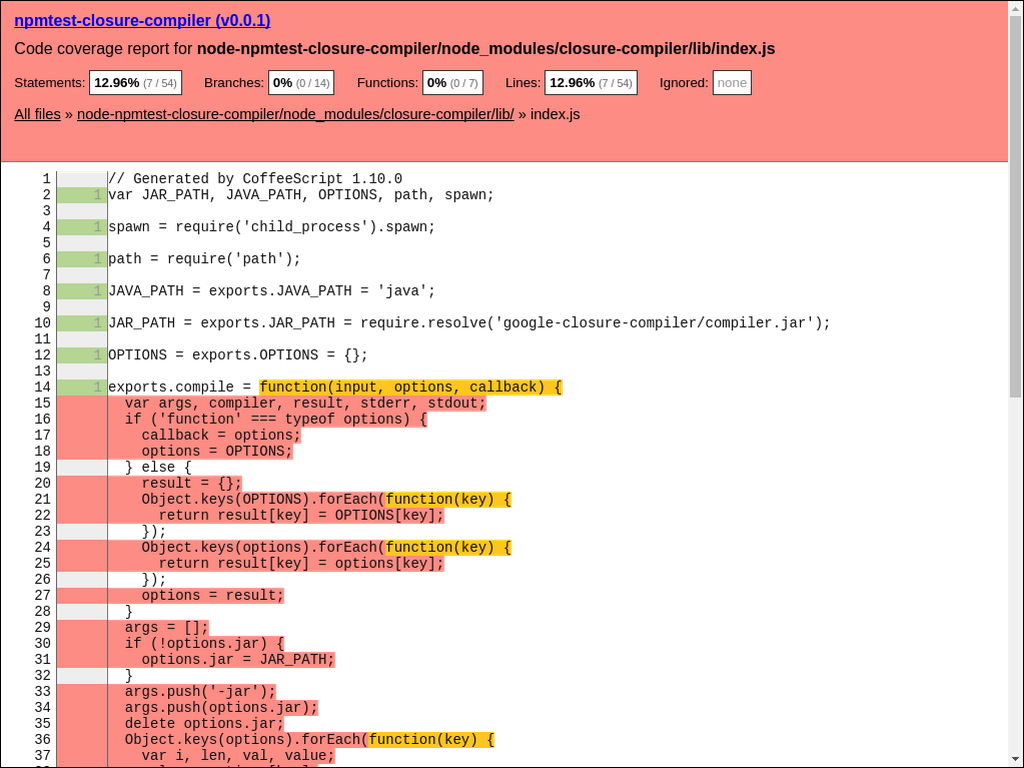 npmtest-closure-compiler (v0.0.1)
Code coverage report for node-npmtest-closure-compiler/node_modules/closure-compiler/lib/index.js
Statements: 12.96% (7 / 54) Branches: 0% (0 / 14) Functions: 0% (0 / 7) Lines: 12.96% (7 / 54) Ignored: none
All files » node-npmtest-closure-compiler/node_modules/closure-compiler/lib/ » index.js
1 // Generated by CoffeeScript 1.10.0
2 1 var JAR_PATH, JAVA_PATH, OPTIONS, path, spawn;
3
4 1 spawn = require('child_process').spawn;
5
6 1 path = require('path');
7
8 1 JAVA_PATH = exports.JAVA_PATH = 'java';
9
10 1 JAR_PATH = exports.JAR_PATH = require.resolve('google-closure-compiler/compiler.jar');
11
12 1 OPTIONS = exports.OPTIONS = {};
13
14 1 exports.compile = function(input, options, callback) {
15 var args, compiler, result, stderr, stdout;
16 if ('function' === typeof options) {
17 callback = options;
18 options = OPTIONS;
19 } else {
20 result = {};
21 Object.keys(OPTIONS).forEach(function(key) {
22 return result[key] = OPTIONS[key];
23 });
24 Object.keys(options).forEach(function(key) {
25 return result[key] = options[key];
26 });
27 options = result;
28 }
29 args = [];
30 if (!options.jar) {
31 options.jar = JAR_PATH;
32 }
33 args.push('-jar');
34 args.push(options.jar);
35 delete options.jar;
36 Object.keys(options).forEach(function(key) {
37 var i, len, val, value;